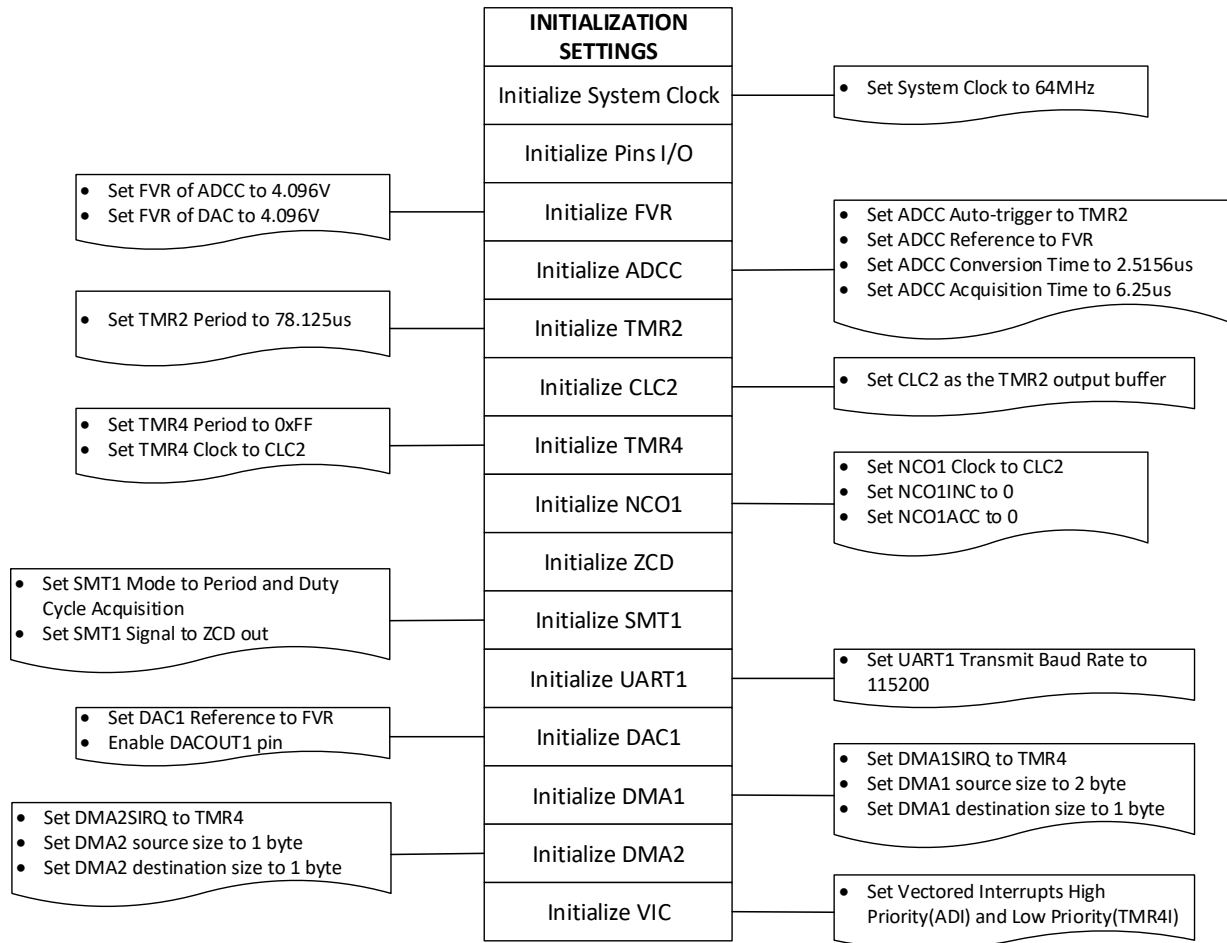 INITIALIZATION
SETTINGS
Initialize System Clock
• Set System Clock to 64MHz
Initialize Pins I/O
• Set FVR of ADCC to 4.096V
• Set FVR of DAC to 4.096V
Initialize FVR
Initialize ADCC
• Set ADCC Auto-trigger to TMR2
• Set ADCC Reference to FVR
• Set ADCC Conversion Time to 2.5156us
• Set ADCC Acquisition Time to 6.25us
• Set TMR2 Period to 78.125us
Initialize TMR2
Initialize CLC2
• Set CLC2 as the TMR2 output buffer
• Set TMR4 Period to 0xFF
• Set TMR4 Clock to CLC2
Initialize TMR4
Initialize NCO1
• Set NCO1 Clock to CLC2
• Set NCO1INC to 0
• Set NCO1ACC to 0
Initialize ZCD
• Set SMT1 Mode to Period and Duty
Cycle Acquisition
• Set SMT1 Signal to ZCD out
Initialize SMT1
Initialize UART1
• Set UART1 Transmit Baud Rate to
115200
• Set DAC1 Reference to FVR
• Enable DACOUT1 pin
Initialize DAC1
Initialize DMA1
• Set DMA1SIRQ to TMR4
• Set DMA1 source size to 2 byte
• Set DMA1 destination size to 1 byte
• Set DMA2SIRQ to TMR4
• Set DMA2 source size to 1 byte
• Set DMA2 destination size to 1 byte
Initialize DMA2
Initialize VIC
• Set Vectored Interrupts High
Priority(ADI) and Low Priority(TMR4I)